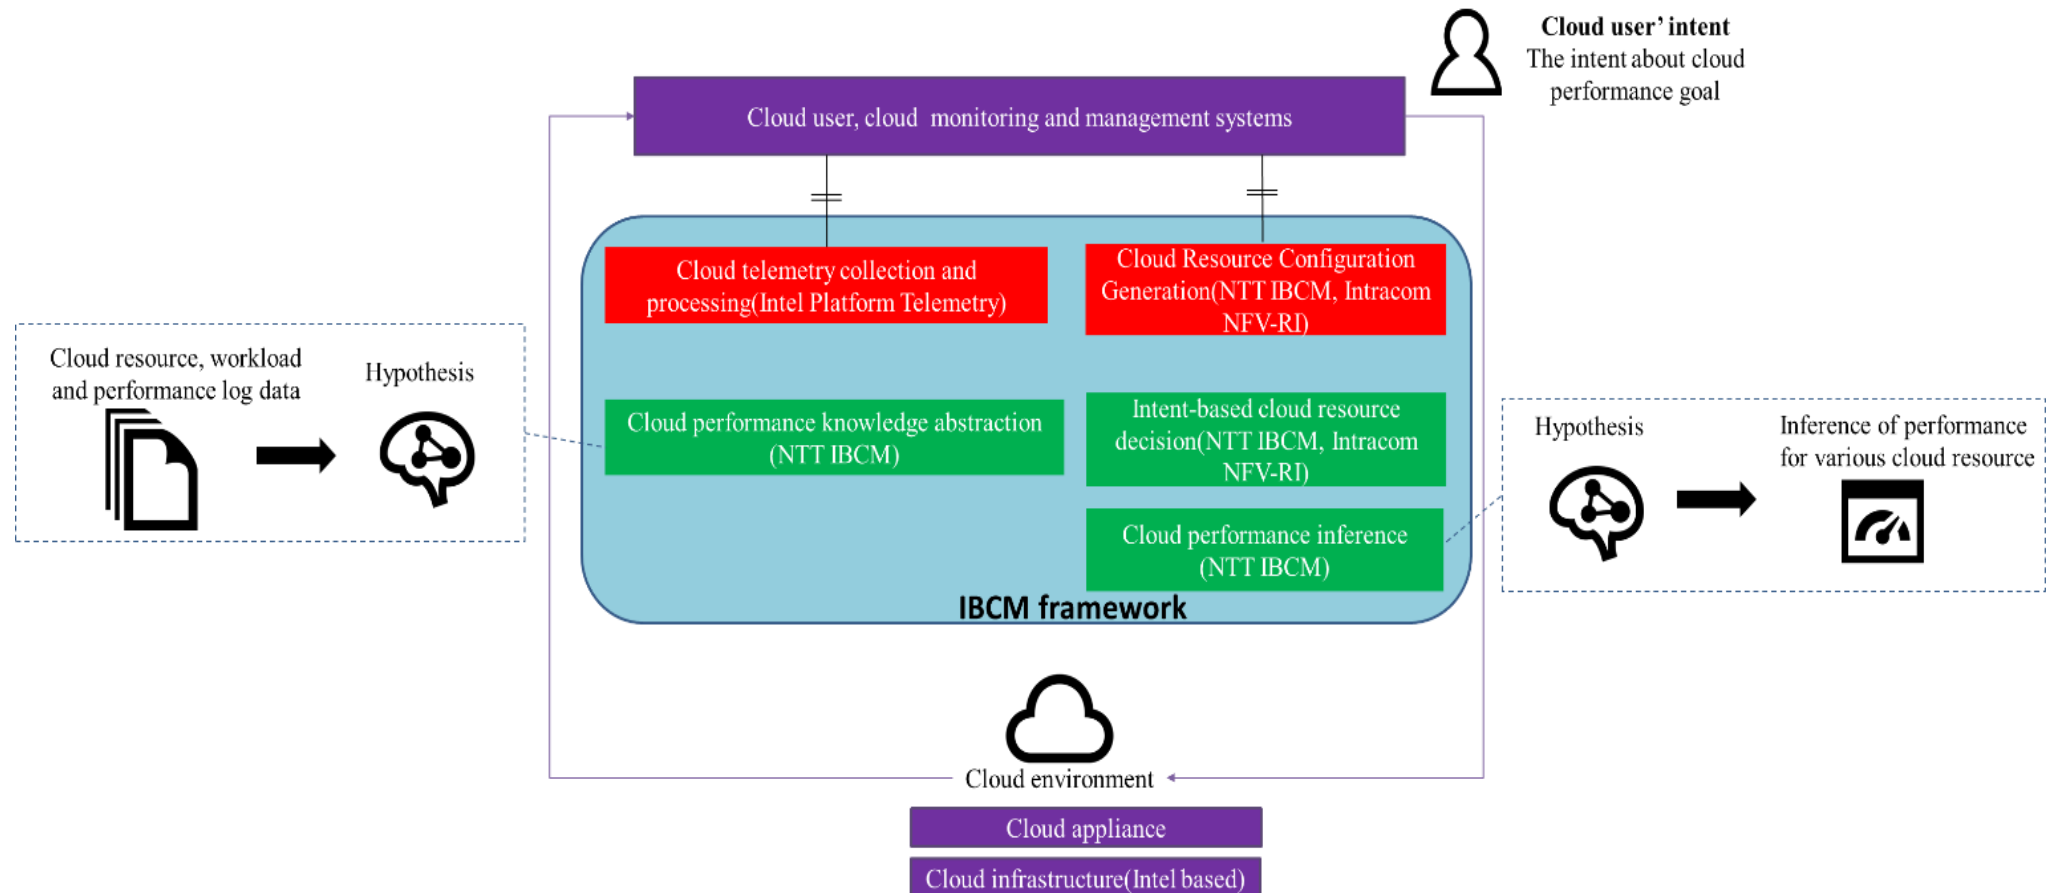 Cloud user’ intent
The intent about cloud
performance goal
Cloud user, cloud monitoring and management systems
Cloud telemetry collection and
processing(Intel Platform Telemetry)
Cloud Resource Configuration
Generation(NTT IBCM, Intracom
NFV-RI)
Cloud resource, workload
and performance log data
Hypothesis
Cloud performance knowledge abstraction
(NTT IBCM)
Intent-based cloud resource
decision(NTT IBCM, Intracom
NFV-RI)
Cloud performance inference
(NTT IBCM)
Hypothesis
Inference of performance
for various cloud resource
IBCM framework
Cloud environment
Cloud appliance
Cloud infrastructure(Intel based)